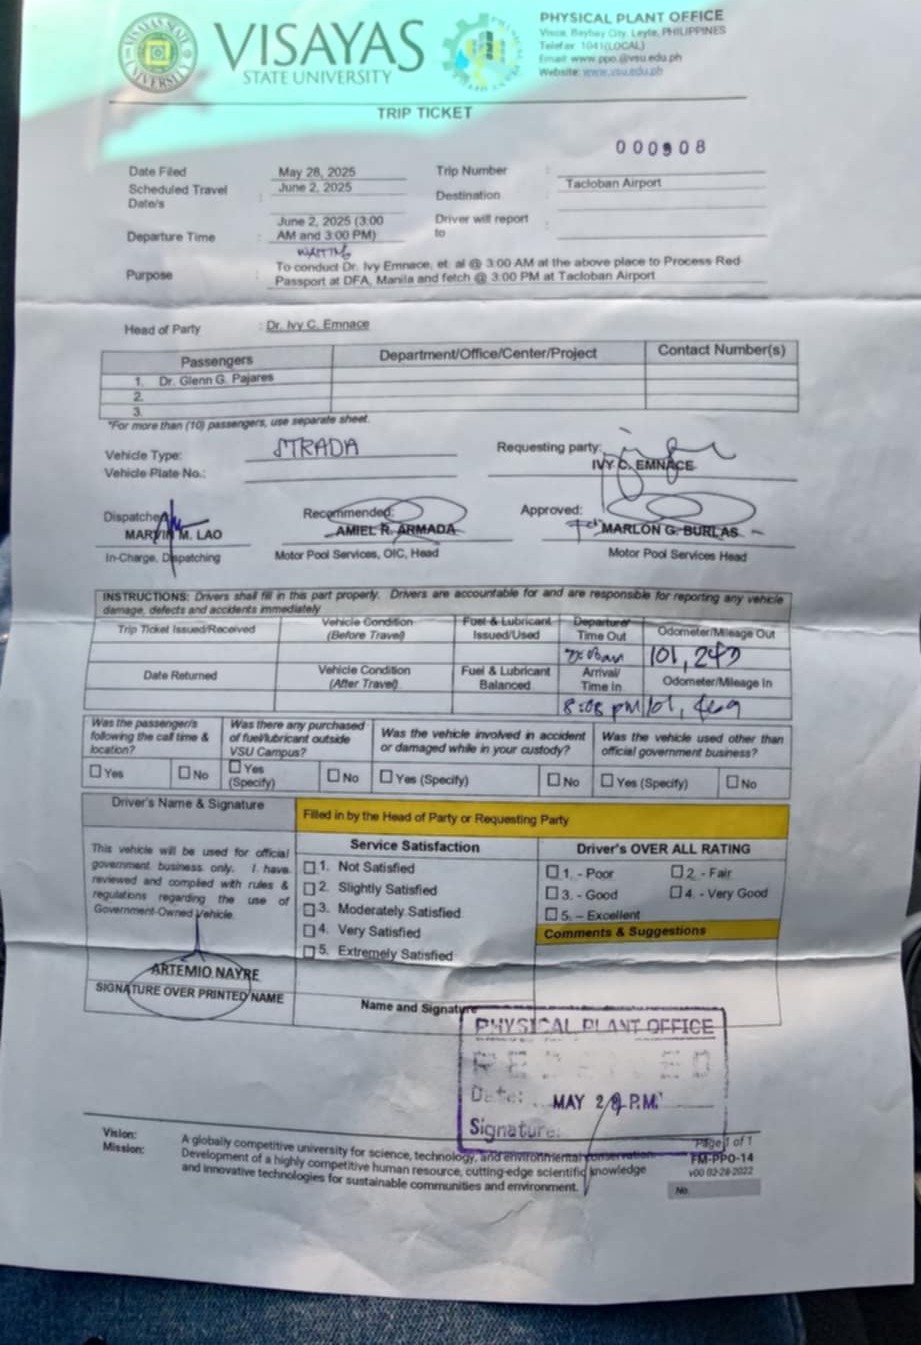 VISAYAS STATE UNIVERSITY
VISAYAS
STATE UNIVERSITY
PHYSICAL PLANT OFFICE
Visca, Baybay City, Leyte, PHILIPPINES
Telefax 1041(LOCAL)
Email: www.ppo@vsu.edu.ph
Website: www.vsu.edu.ph
TRIP TICKET
000908
Date Filed May 28, 2025 Trip Number :
Scheduled Travel Date/s : June 2, 2025 Destination Tacloban Airport
Departure Time : June 2, 2025 (3:00 AM and 3:00 PM) Driver will report to :
WAITING
Purpose : To conduct Dr. Ivy Emnace, et. al @ 3:00 AM at the above place to Process Red
Passport at DFA, Manila and fetch @ 3:00 PM at Tacloban Airport
Head of Party : Dr. Ivy C. Emnace
Passengers Department/Office/Center/Project Contact Number(s)
1. Dr. Glenn G. Pajares
2.
3.
*For more than (10) passengers, use separate sheet.
Vehicle Type: STRADA Requesting party:
Vehicle Plate No.: IVY C. EMNACE
Dispatcher Recommended: Approved:
MARVIN M. LAO AMIEL R. ARMADA MARLON G. BURLAS
In-Charge, Dispatching Motor Pool Services, OIC, Head Motor Pool Services Head
INSTRUCTIONS: Drivers shall fill in this part properly. Drivers are accountable for and are responsible for reporting any vehicle
damage, defects and accidents immediately
Trip Ticket Issued/Received Vehicle Condition (Before Travel) Fuel & Lubricant Issued/Used Departure/ Time Out Odometer/Mileage Out
101,247
Date Returned Vehicle Condition (After Travel) Fuel & Lubricant Balanced Arrival/ Time In Odometer/Mileage In
8:08 pm
Was the passenger/s following the call time & location? Was there any purchased of fuel/lubricant outside VSU Campus? Was the vehicle involved in accident or damaged while in your custody? Was the vehicle used other than official government business?
Yes No Yes (Specify) No Yes (Specify) No Yes (Specify) No
Driver's Name & Signature Filled in by the Head of Party or Requesting Party
This vehicle will be used for official
government business only. I have
reviewed and complied with rules &
regulations regarding the use of
Government-Owned Vehicle.
ARTEMIO NAYRE
SIGNATURE OVER PRINTED NAME
Service Satisfaction
1. Not Satisfied
2. Slightly Satisfied
3. Moderately Satisfied
4. Very Satisfied
5. Extremely Satisfied
Name and Signature
Driver's OVER ALL RATING
1. - Poor 2 - Fair
3. - Good 4. - Very Good
5. – Excellent
Comments & Suggestions
PHYSICAL PLANT OFFICE
Date: MAY 28 P.M.
Signature:
Vision: A globally competitive university for science, technology, and environmental conservation
Mission: Development of a highly competitive human resource, cutting-edge scientific knowledge
and innovative technologies for sustainable communities and environment.
Page 1 of 1
FM-PPO-14
v00 02-28-2022
No.